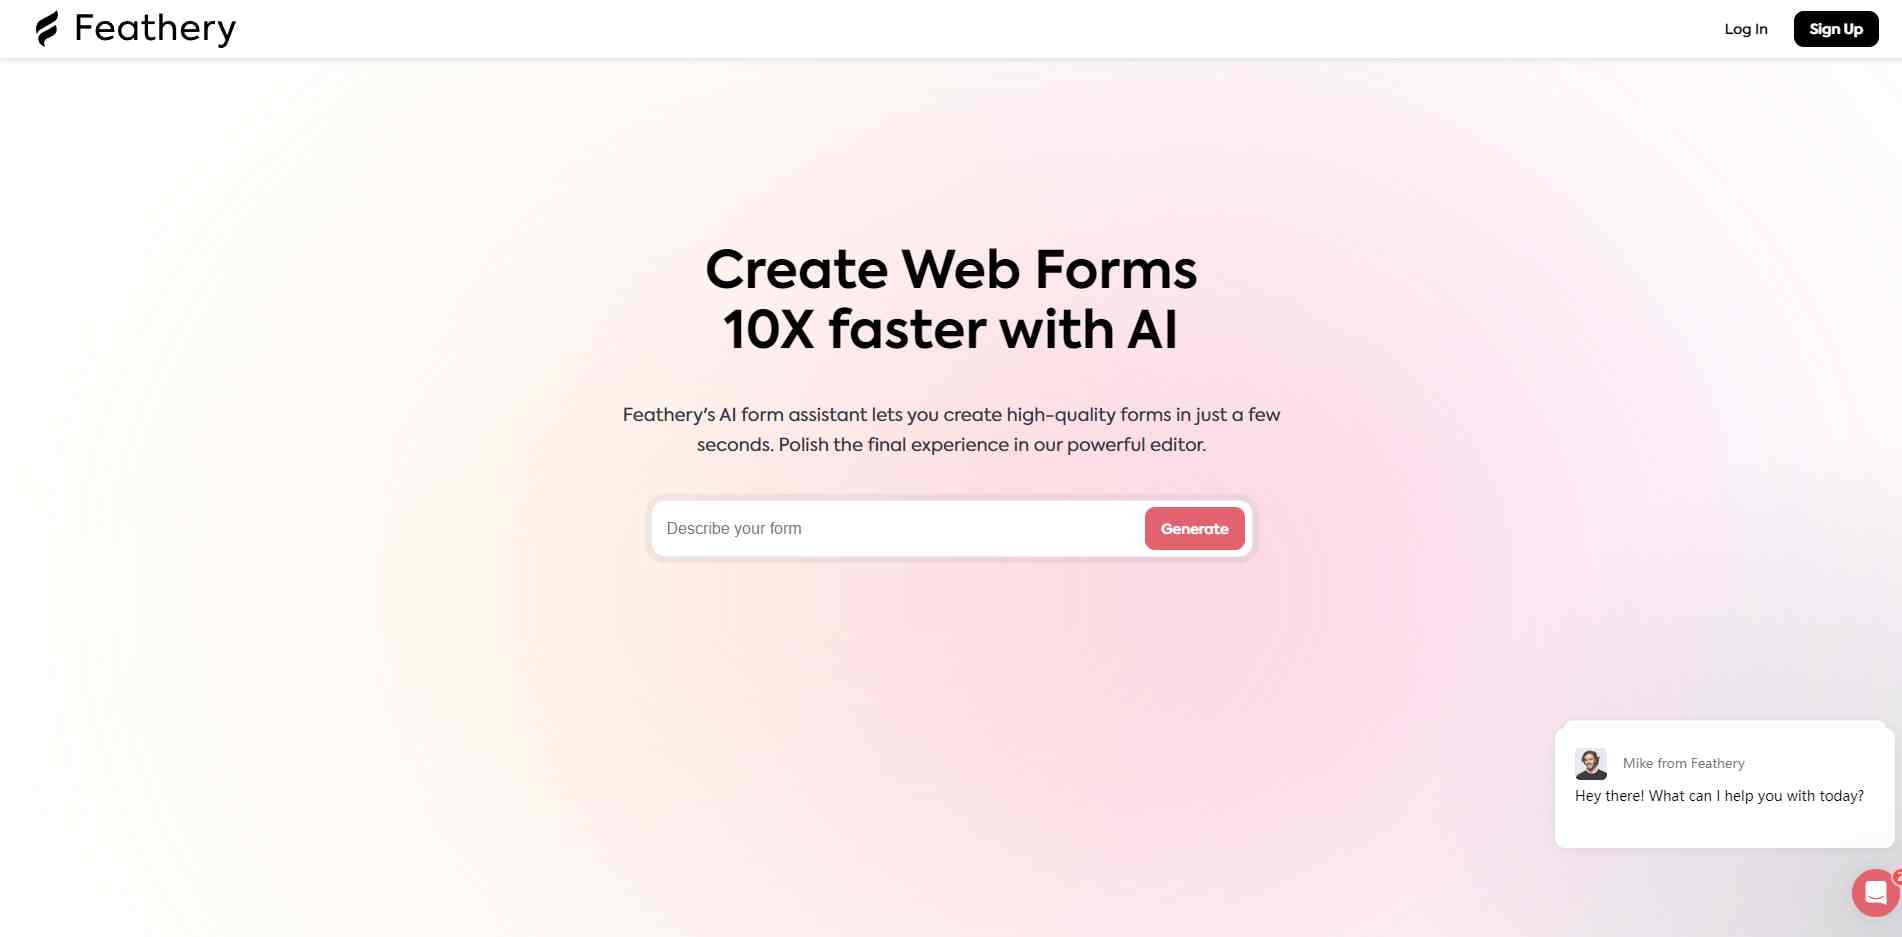 Feathery
Log In
Sign Up
Create Web Forms
10X faster with AI
Feathery's AI form assistant lets you create high-quality forms in just a few
seconds. Polish the final experience in our powerful editor.
Describe your form
Generate
Mike from Feathery
Hey there! What can I help you with today?